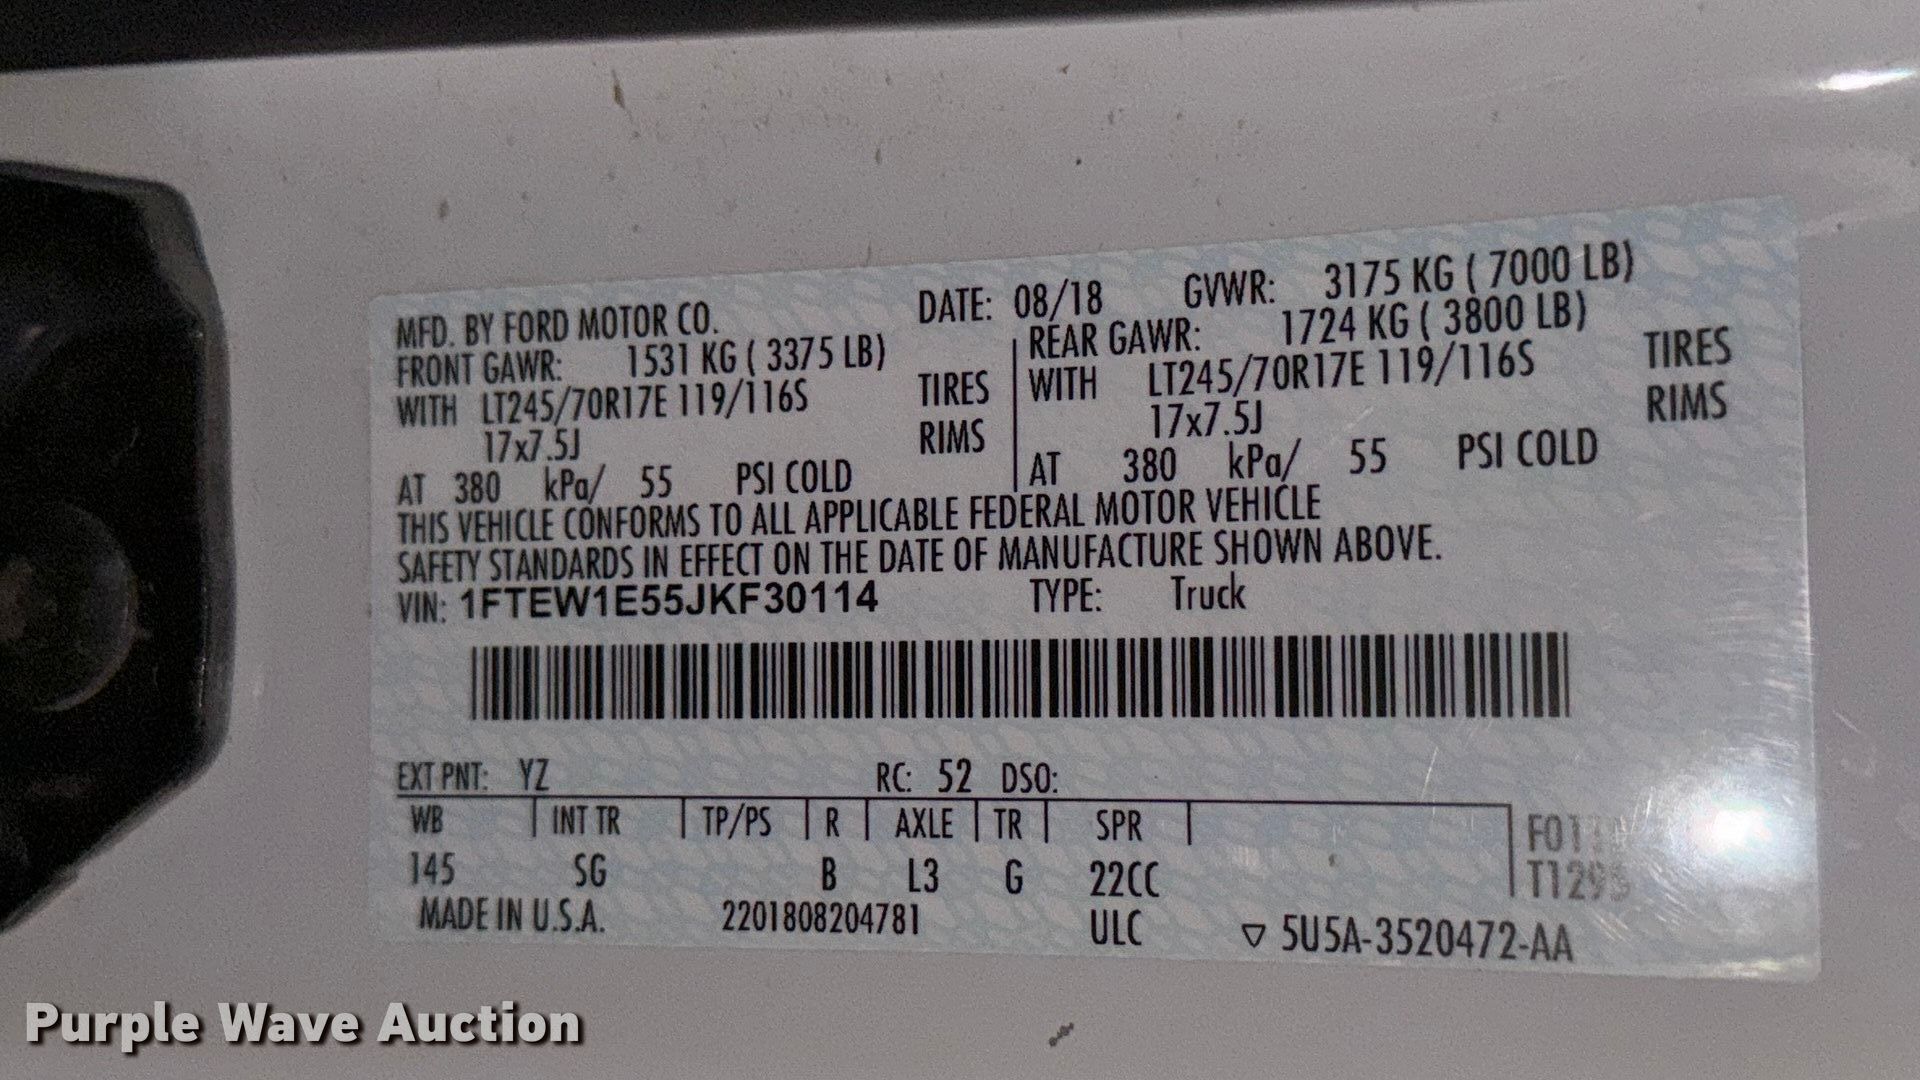 MFD. BY FORD MOTOR CO. DATE: 08/18 GVWR: 3175 KG ( 7000 LB)
FRONT GAWR: 1531 KG ( 3375 LB) REAR GAWR: 1724 KG ( 3800 LB)
WITH LT245/70R17E 119/116S TIRES WITH LT245/70R17E 119/116S TIRES
17x7.5J RIMS 17x7.5J RIMS
AT 380 kPa/ 55 PSI COLD AT 380 kPa/ 55 PSI COLD
THIS VEHICLE CONFORMS TO ALL APPLICABLE FEDERAL MOTOR VEHICLE
SAFETY STANDARDS IN EFFECT ON THE DATE OF MANUFACTURE SHOWN ABOVE.
VIN: 1FTEW1E55JKF30114 TYPE: Truck
EXT PNT: YZ RC: 52 DSO:
WB INT TR TP/PS R AXLE TR SPR
145 SG B L3 G 22CC
MADE IN U.S.A. 2201808204781 ULC ▽ 5U5A-3520472-AA
Purple Wave Auction